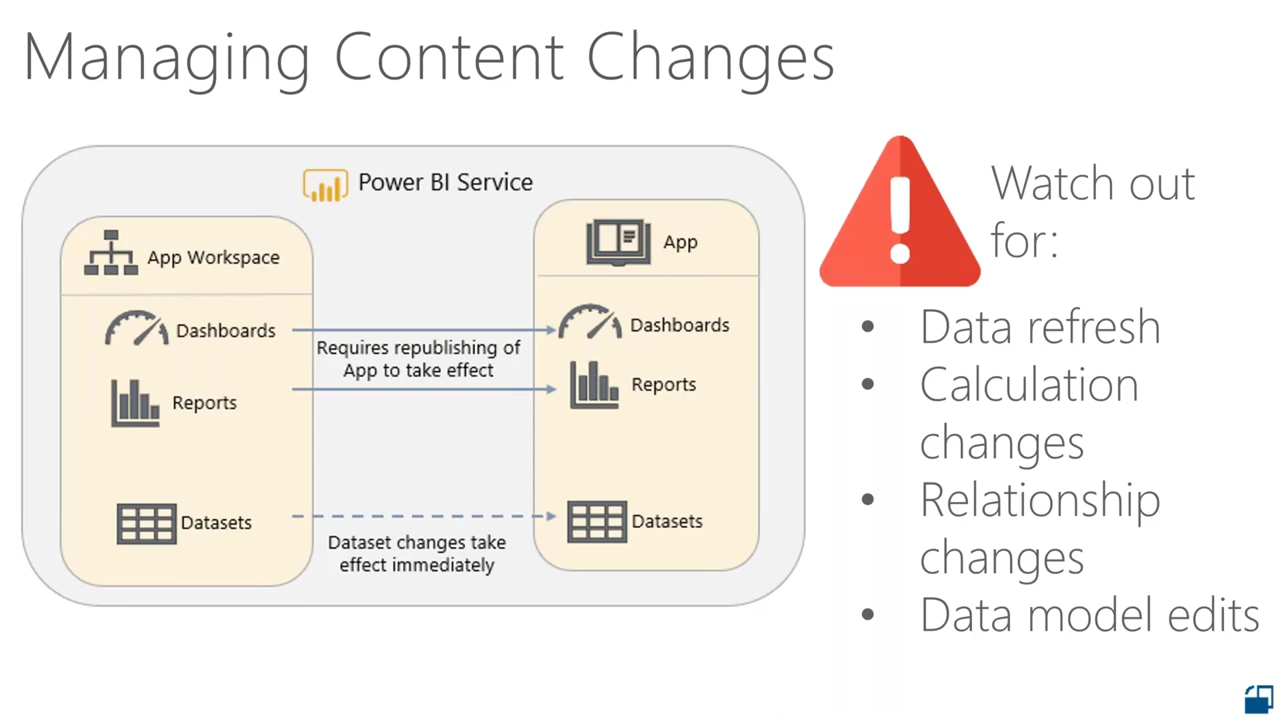 Managing Content Changes
Power BI Service
App Workspace
Dashboards
Reports
Datasets
Requires republishing of
App to take effect
Dataset changes take
effect immediately
App
Dashboards
Reports
Datasets
Watch out
for:
• Data refresh
• Calculation
changes
• Relationship
changes
• Data model edits